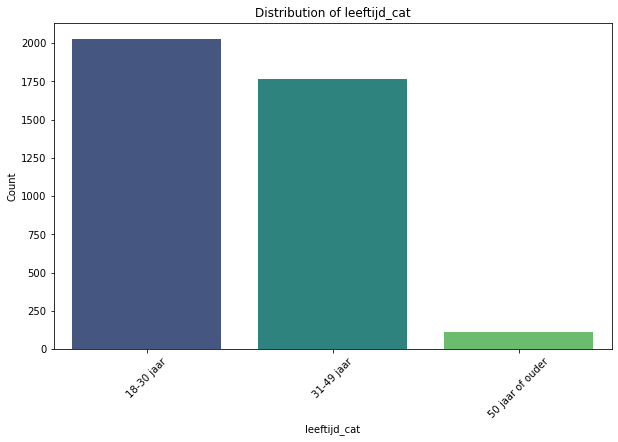 Distribution of leeftijd_cat
2000
1750
1500
1250
1000
750
500
250
0
Count
18-30 jaar
31-49 jaar
50 jaar of ouder
leeftijd_cat